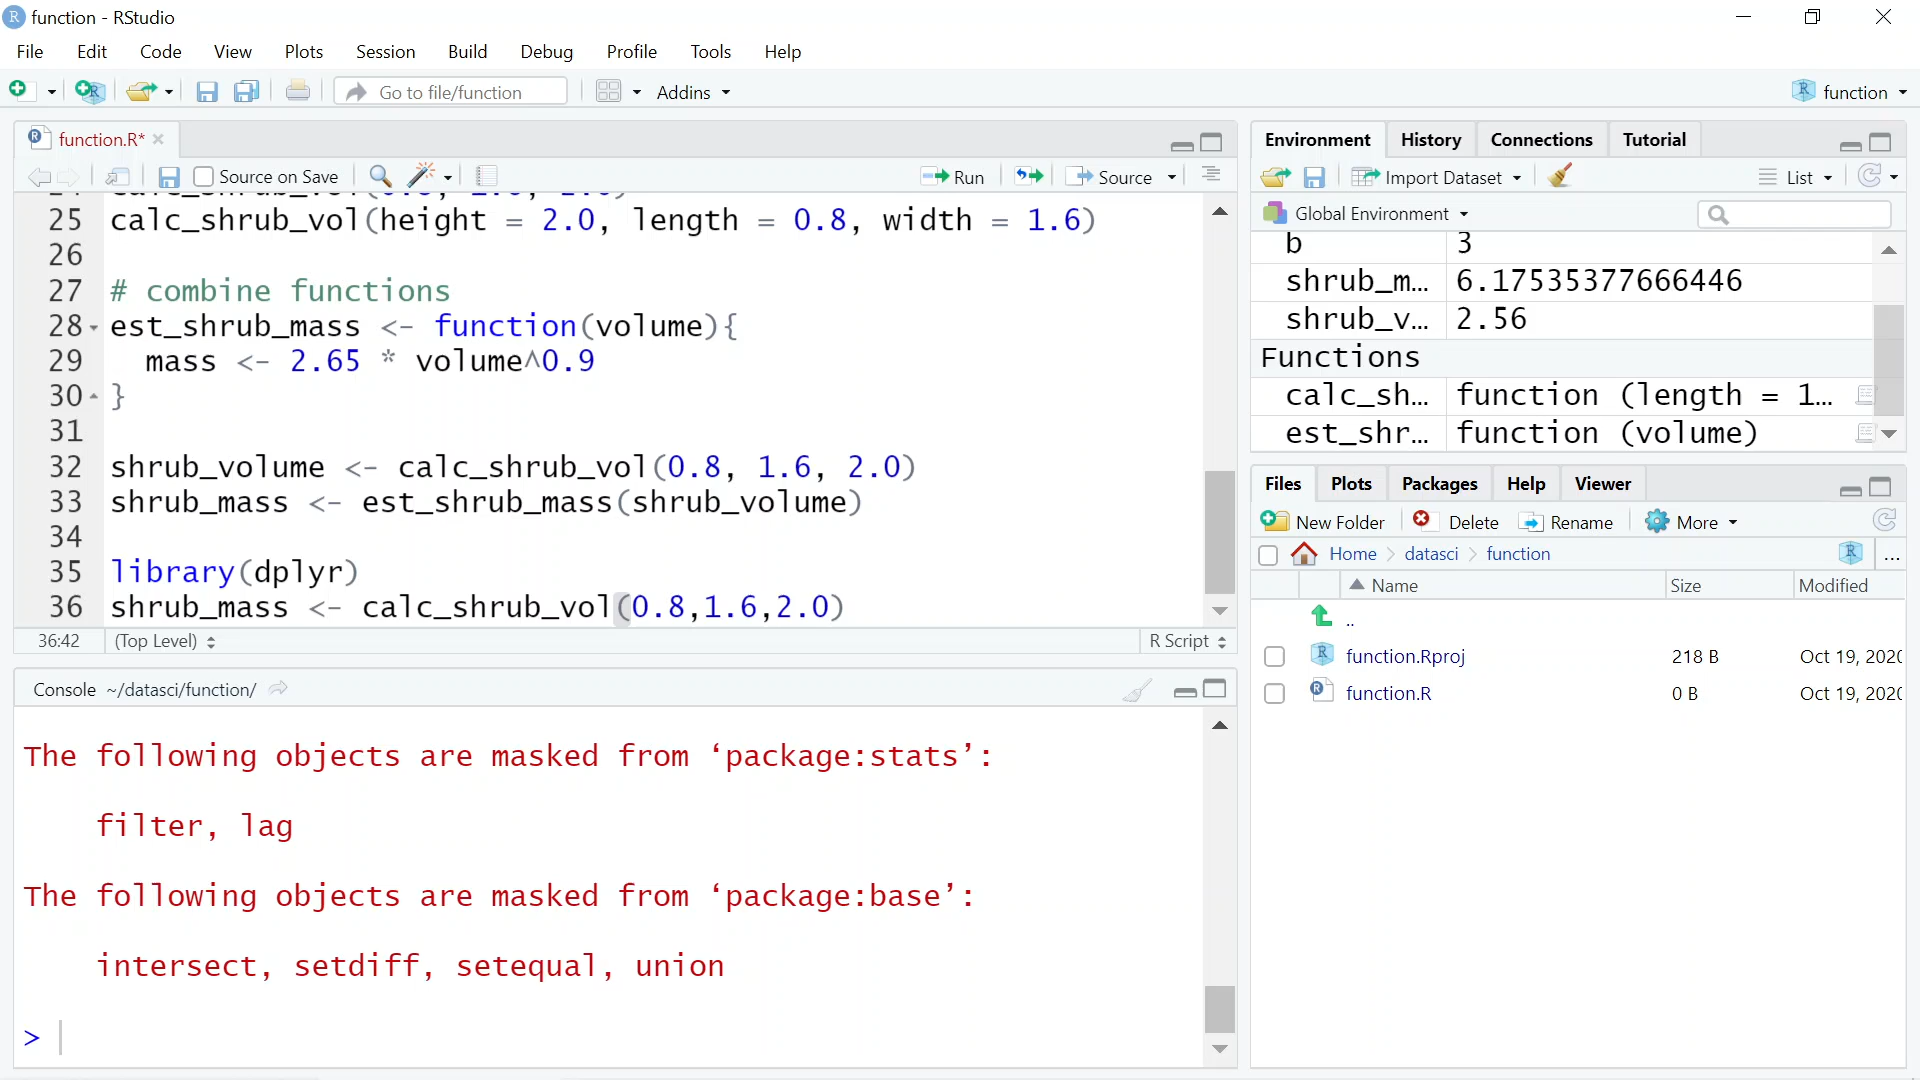 function - RStudio
File Edit Code View Plots Session Build Debug Profile Tools Help
Go to file/function Addins function
function.R*
Source on Save Run Source
25 calc_shrub_vol(height = 2.0, length = 0.8, width = 1.6)
26
27 # combine functions
28 est_shrub_mass <- function(volume){
29 mass <- 2.65 * volume^0.9
30 }
31
32 shrub_volume <- calc_shrub_vol(0.8, 1.6, 2.0)
33 shrub_mass <- est_shrub_mass(shrub_volume)
34
35 library(dplyr)
36 shrub_mass <- calc_shrub_vol(0.8,1.6,2.0)
36:42 (Top Level) R Script
Console ~/datasci/function/
The following objects are masked from ‘package:stats’:
filter, lag
The following objects are masked from ‘package:base’:
intersect, setdiff, setequal, union
>
Environment History Connections Tutorial
Import Dataset List
Global Environment
b 3
shrub_m… 6.17535377666446
shrub_v… 2.56
Functions
calc_sh… function (length = 1…
est_shr… function (volume)
Files Plots Packages Help Viewer
New Folder Delete Rename More
Home datasci function ...
Name Size Modified
..
function.Rproj 218 B Oct 19, 202
function.R 0 B Oct 19, 202